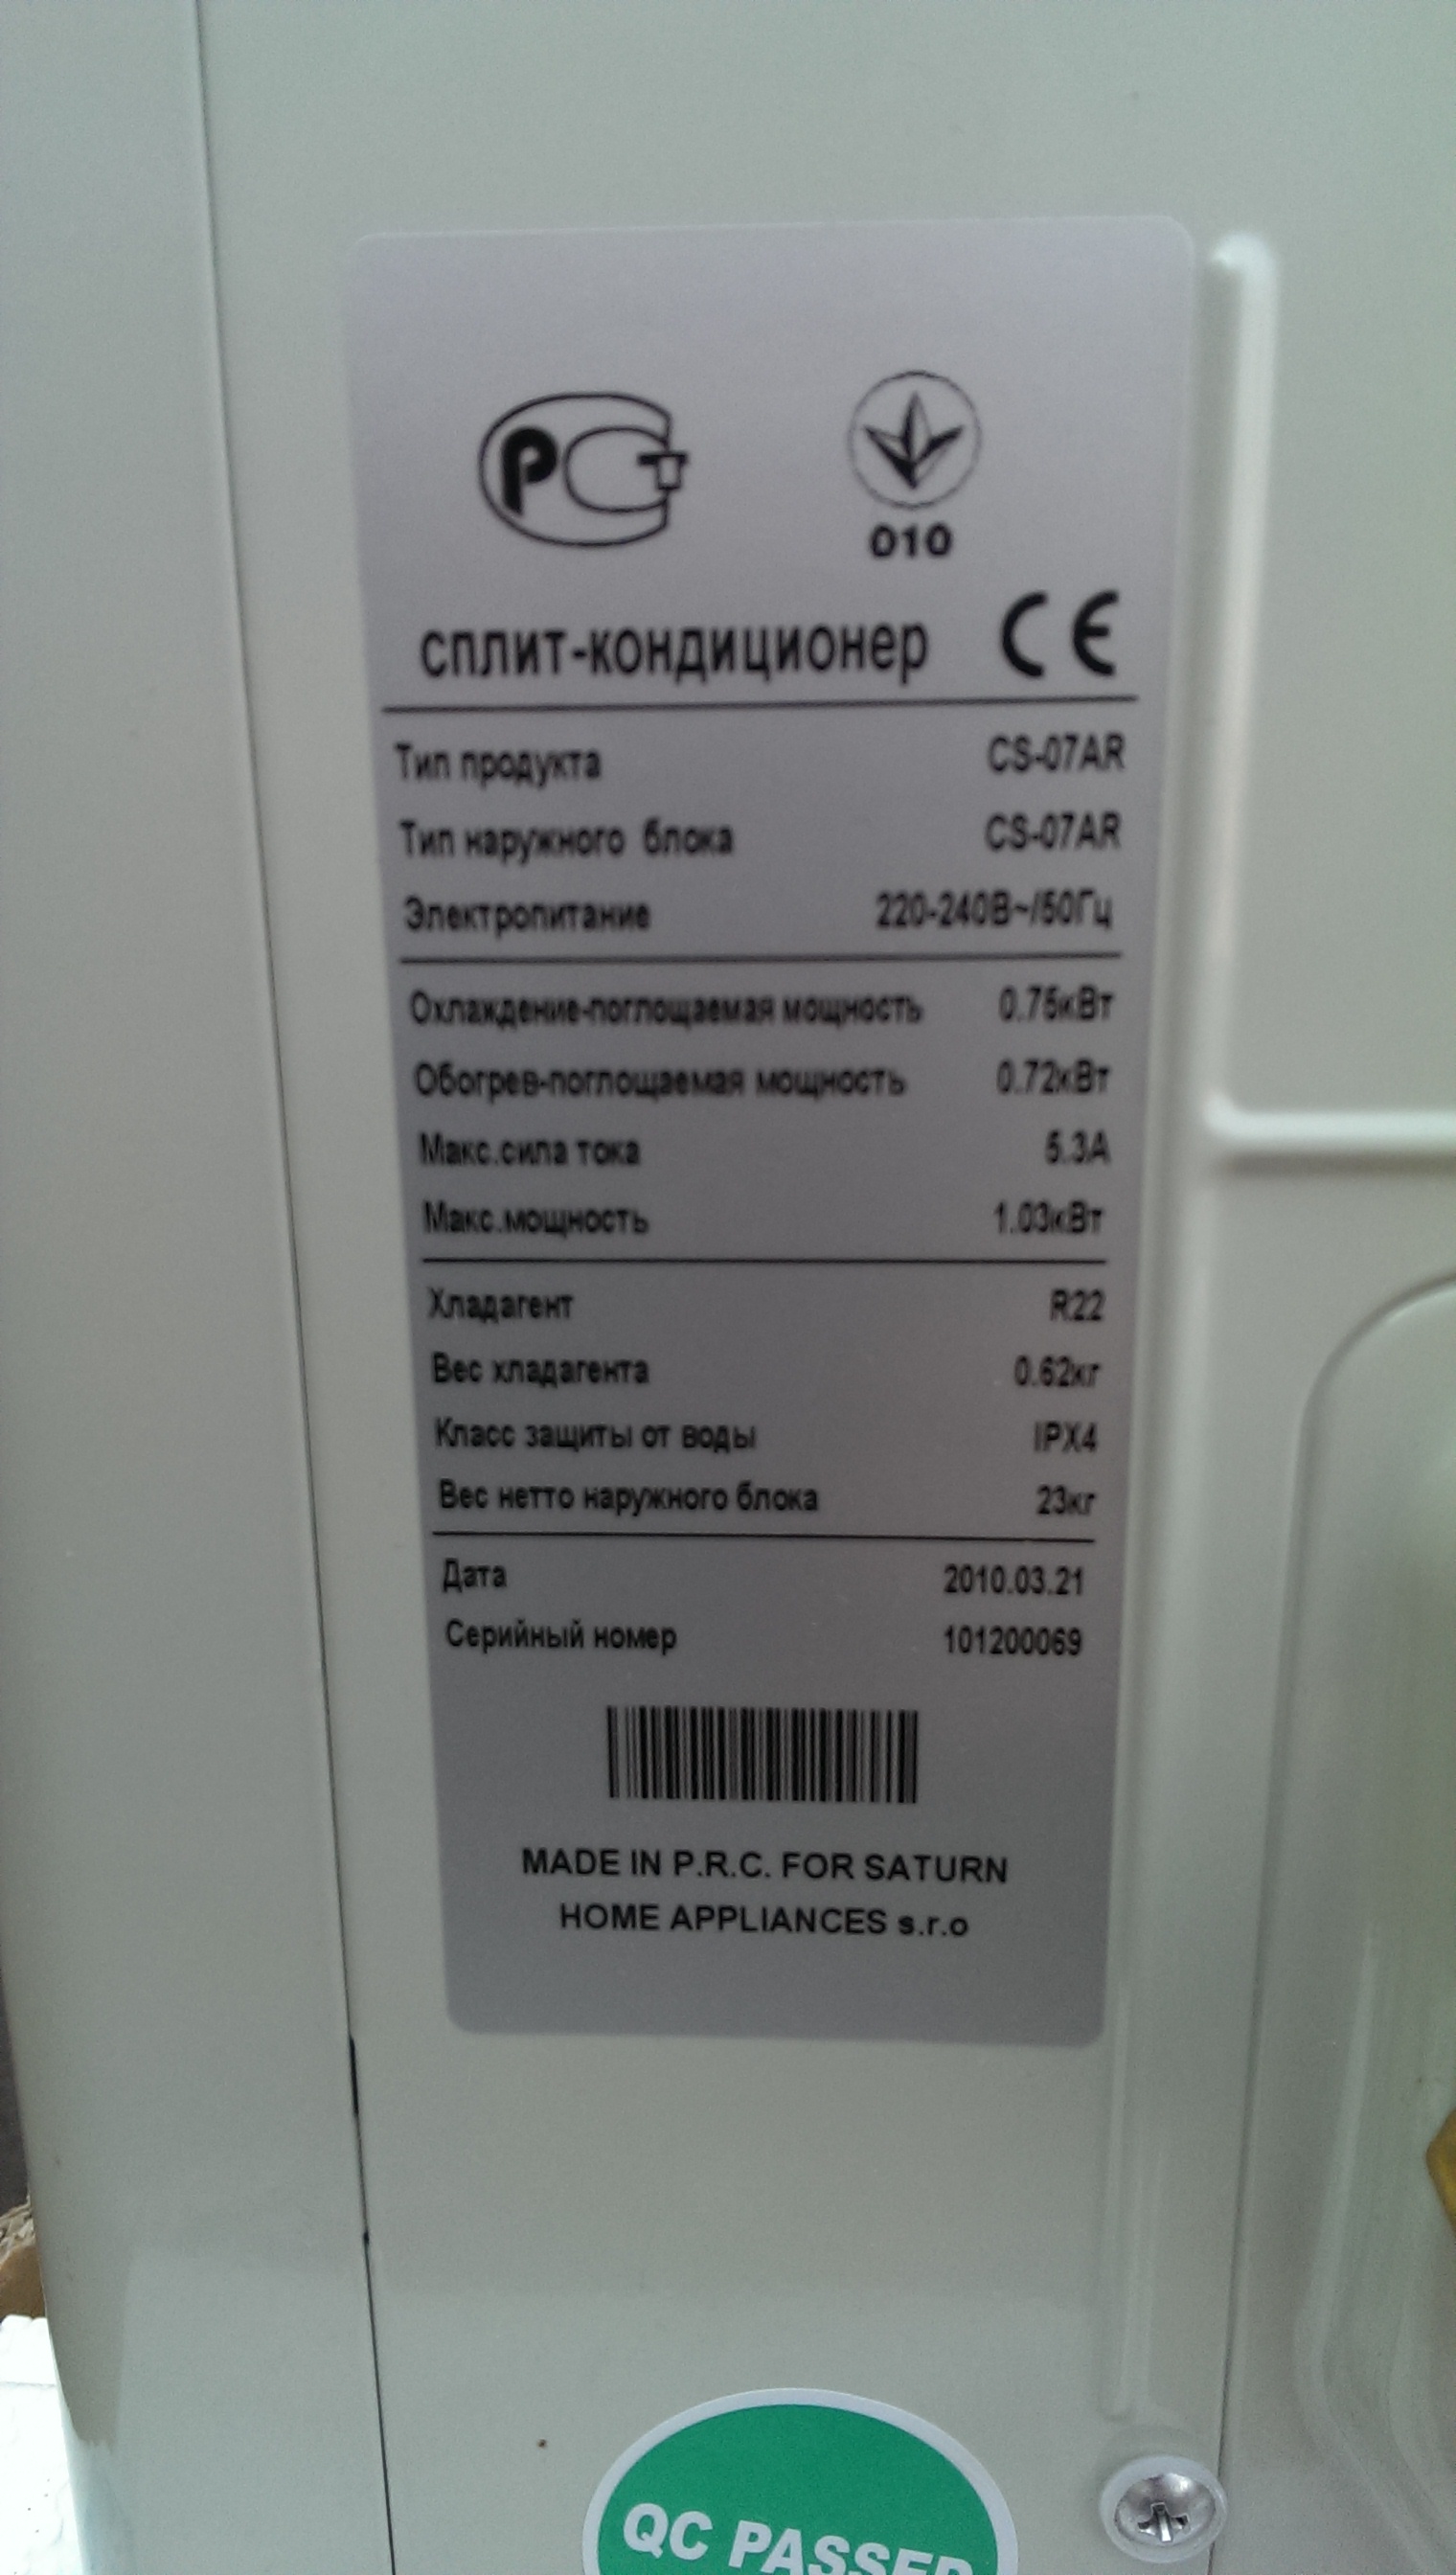 РСТ
010
сплит-кондиционер CE
Тип продукта CS-07AR
Тип наружного блока CS-07AR
Электропитание 220-240В~/50Гц
Охлаждение-поглощаемая мощность 0.75кВт
Обогрев-поглощаемая мощность 0.72кВт
Макс.сила тока 5.3А
Макс.мощность 1.03кВт
Хладагент R22
Вес хладагента 0.62кг
Класс защиты от воды IPX4
Вес нетто наружного блока 23кг
Дата 2010.03.21
Серийный номер 101200069
MADE IN P.R.C. FOR SATURN
HOME APPLIANCES s.r.o
QC PASSED